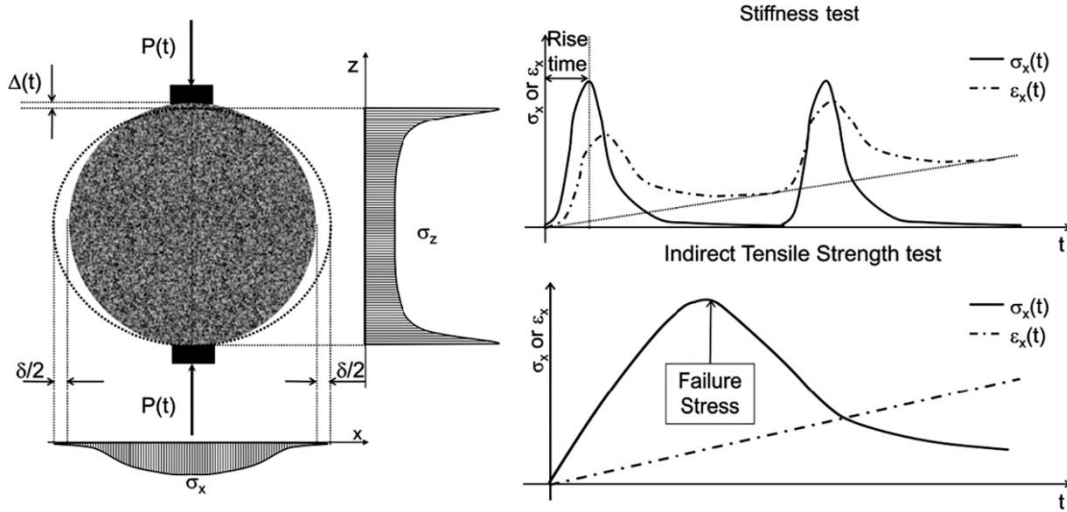 P(t)
Δ(t)
z
σz
δ/2
δ/2
P(t)
x
σx
Stiffness test
Rise
time
σx or εx
σx(t)
εx(t)
t
Indirect Tensile Strength test
σx or εx
σx(t)
εx(t)
Failure
Stress
t